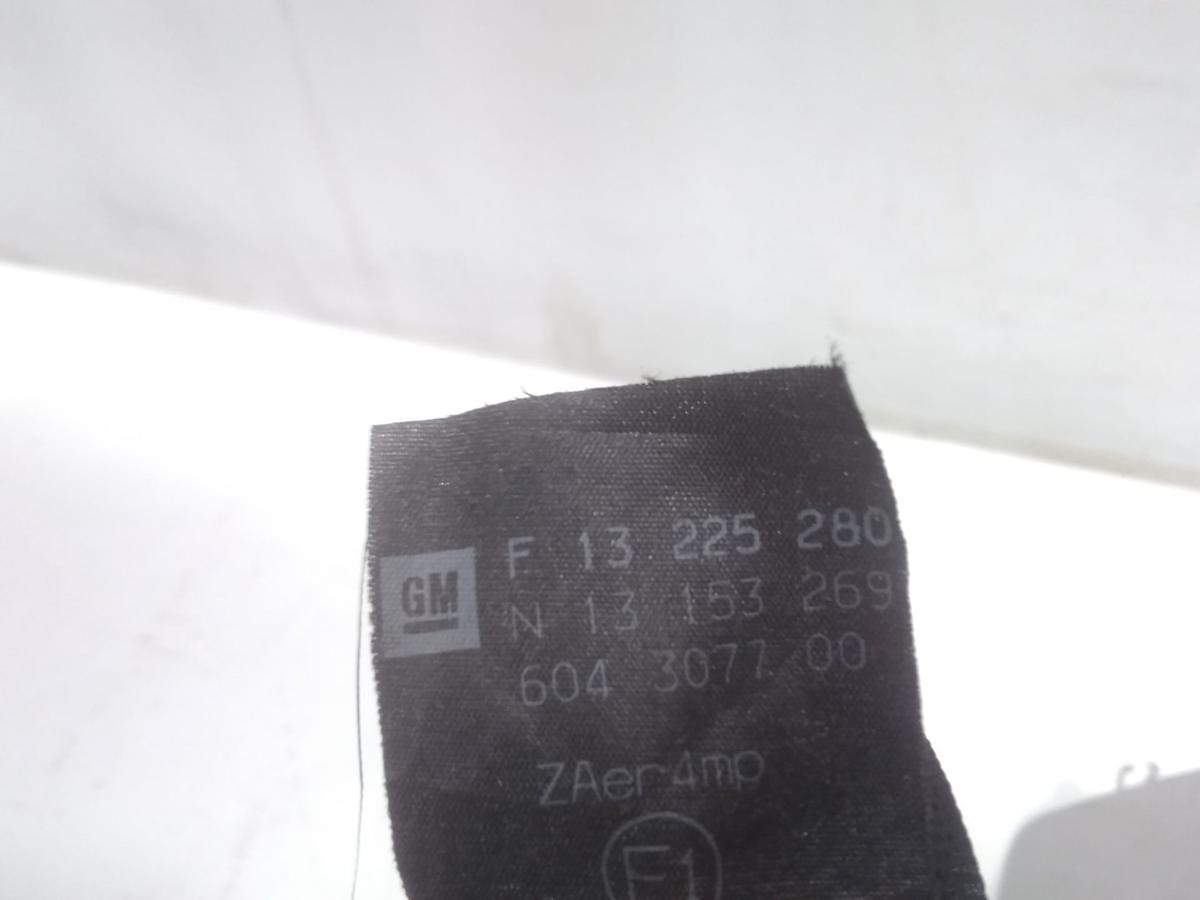 GM
F 13 225 280
N 13 153 269
604 3077 00
ZAer4mp
E1